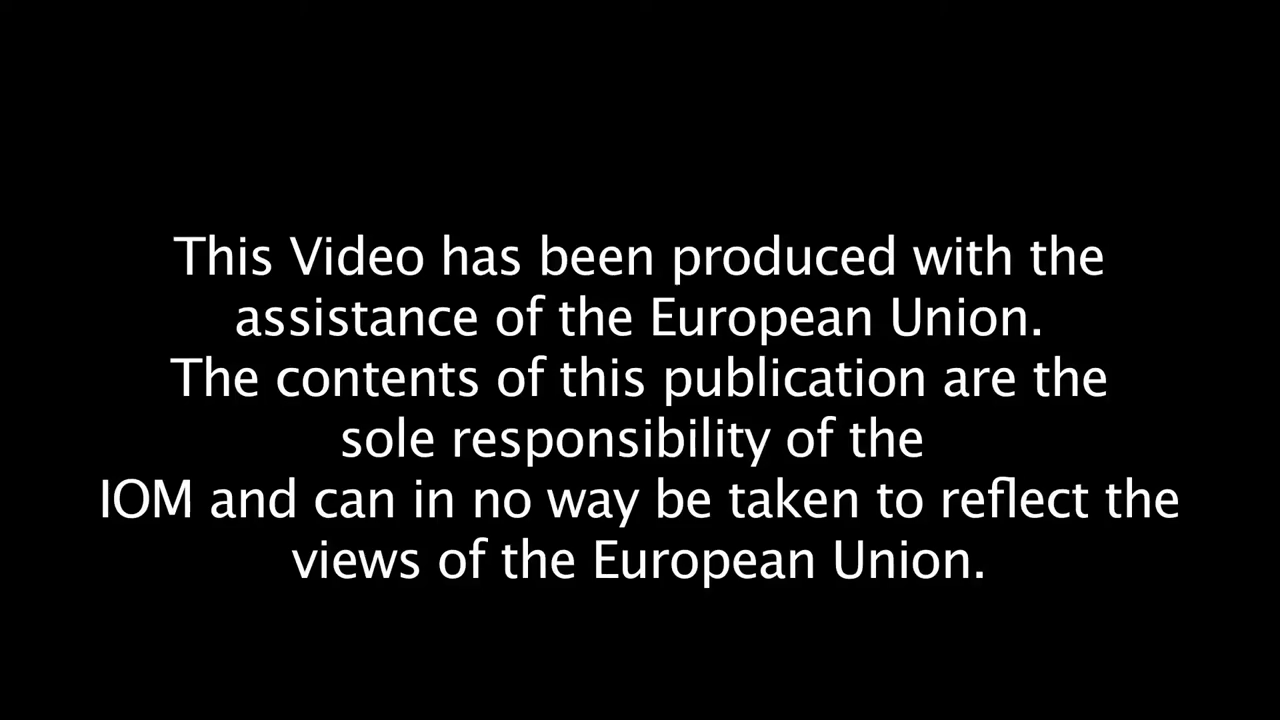 This Video has been produced with the
assistance of the European Union.
The contents of this publication are the
sole responsibility of the
IOM and can in no way be taken to reflect the
views of the European Union.